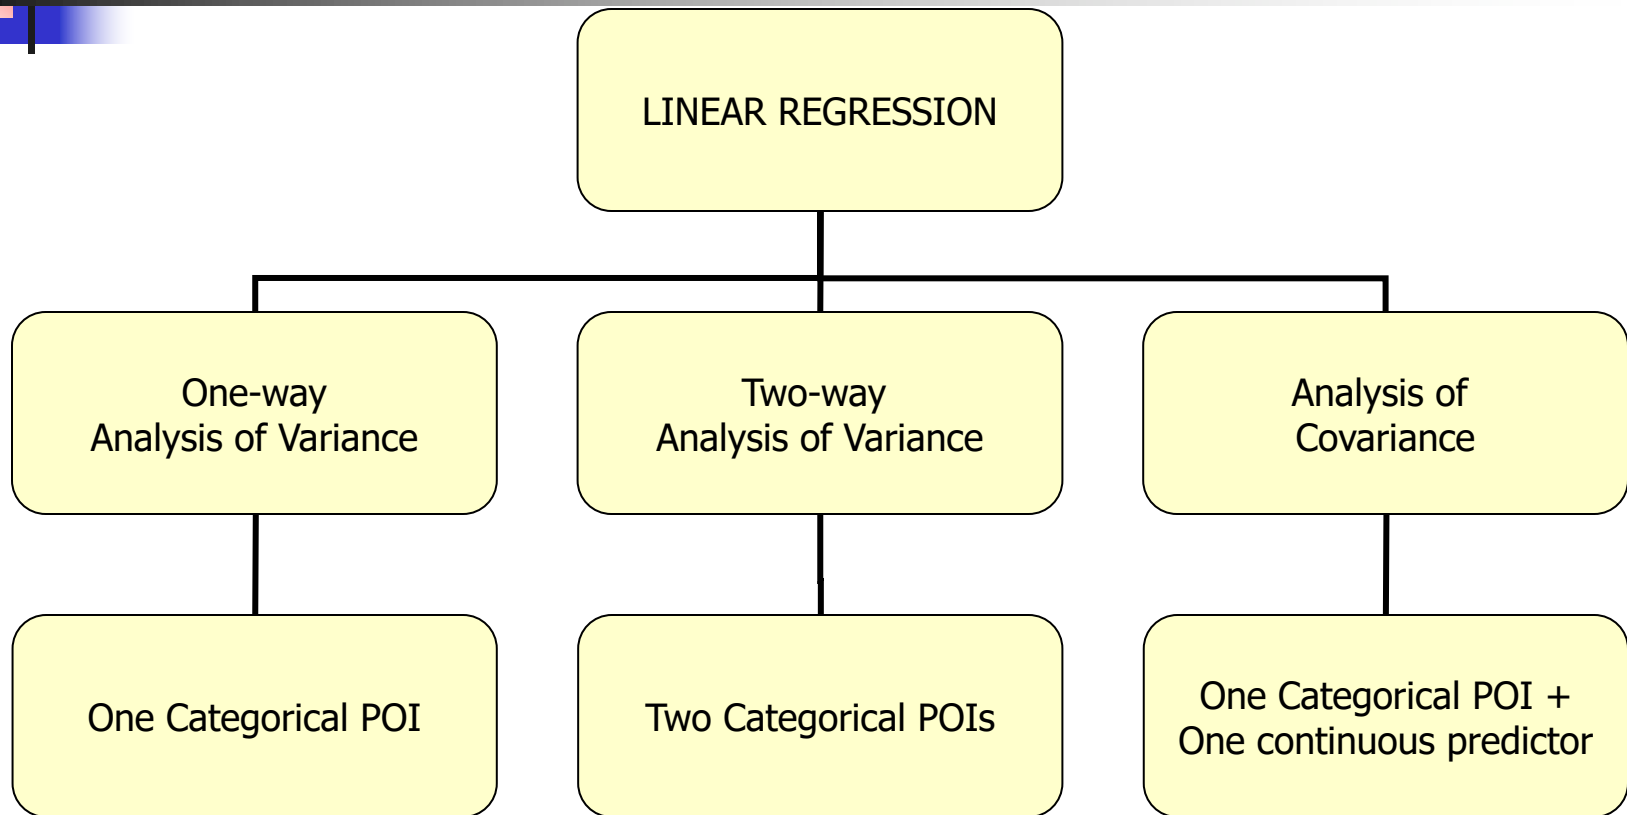 LINEAR REGRESSION
One-way
Analysis of Variance
Two-way
Analysis of Variance
Analysis of
Covariance
One Categorical POI
Two Categorical POIs
One Categorical POI +
One continuous predictor